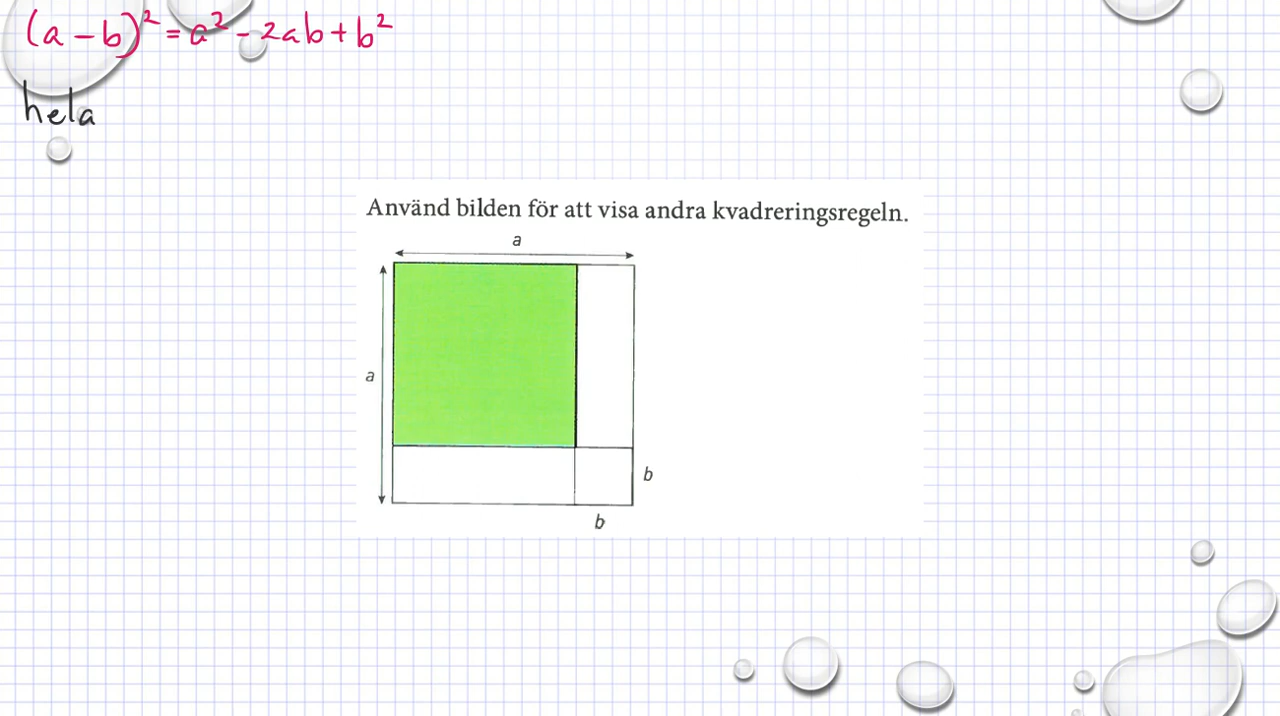 (a - b)² = a² - 2ab + b²
hela
Använd bilden för att visa andra kvadreringsregeln.
a
a
b
b